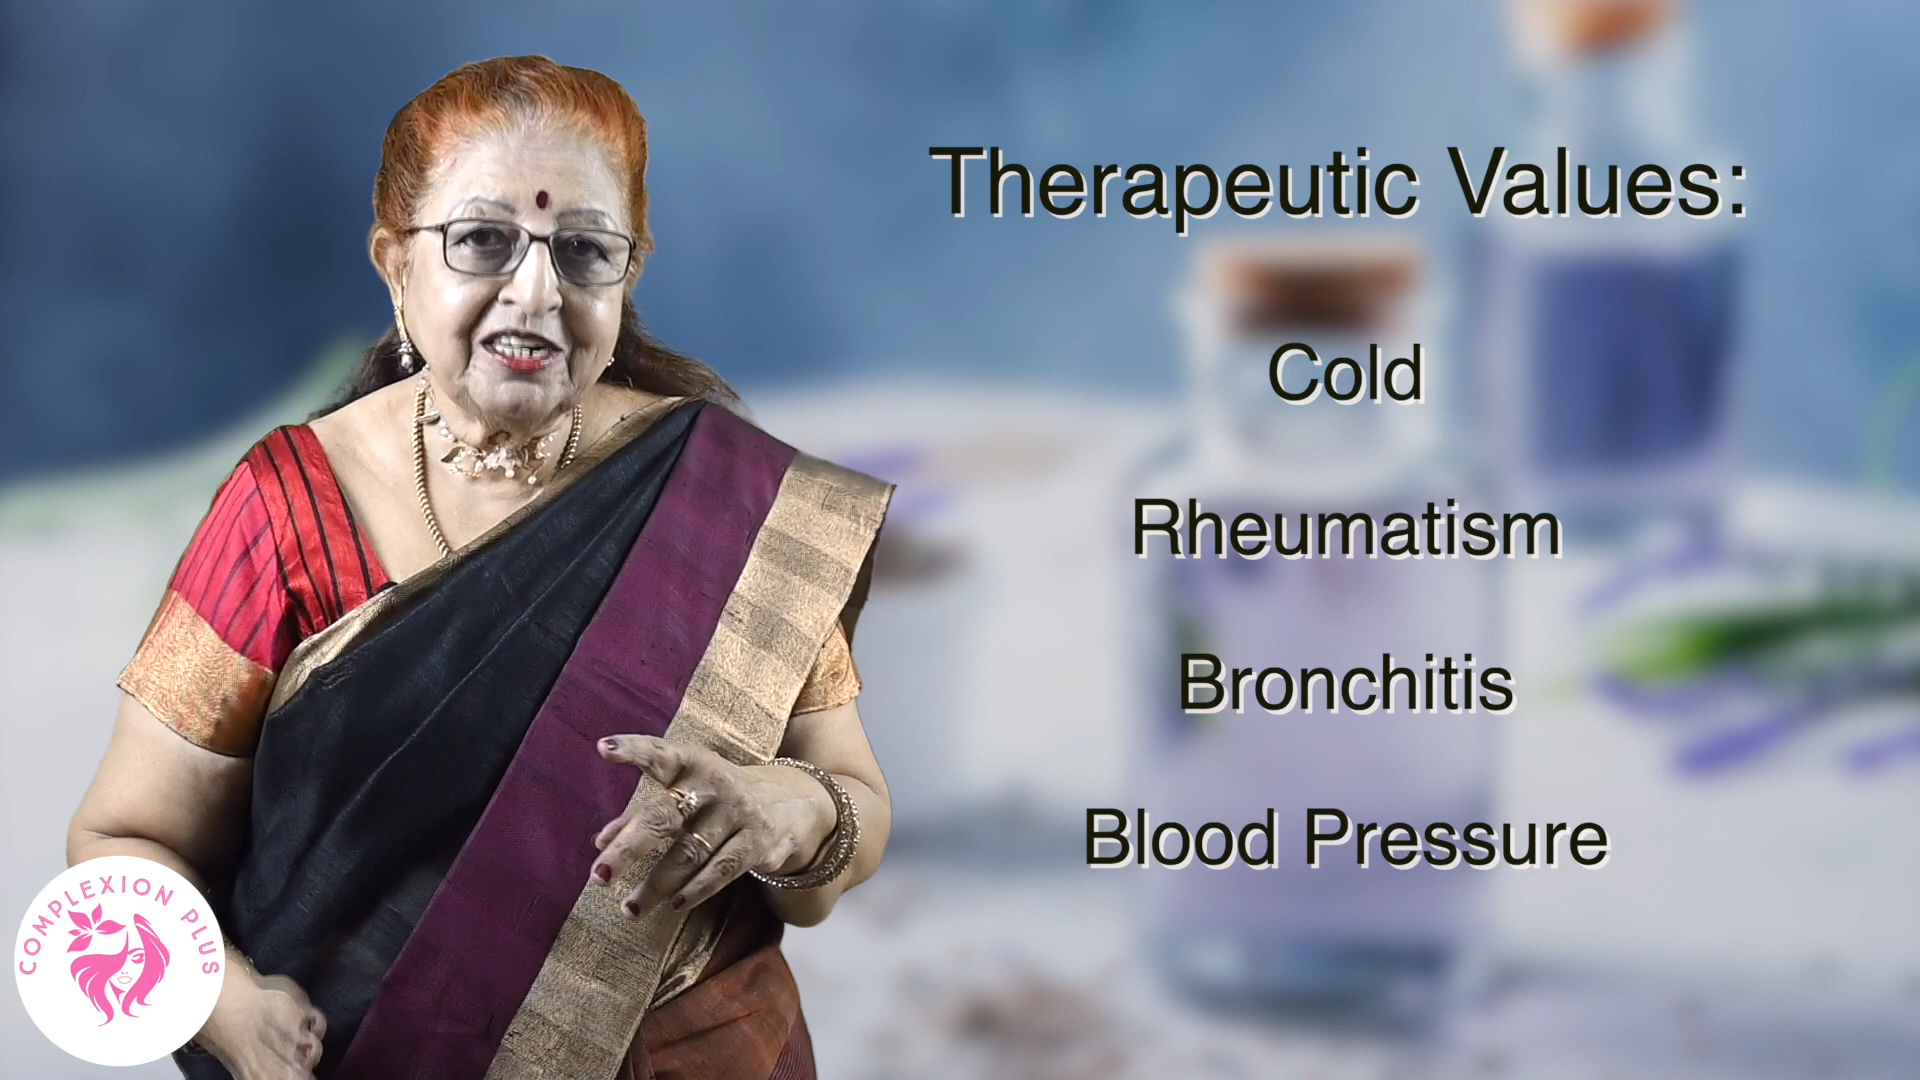 Therapeutic Values:
Cold
Rheumatism
Bronchitis
Blood Pressure
COMPLEXION PLUS